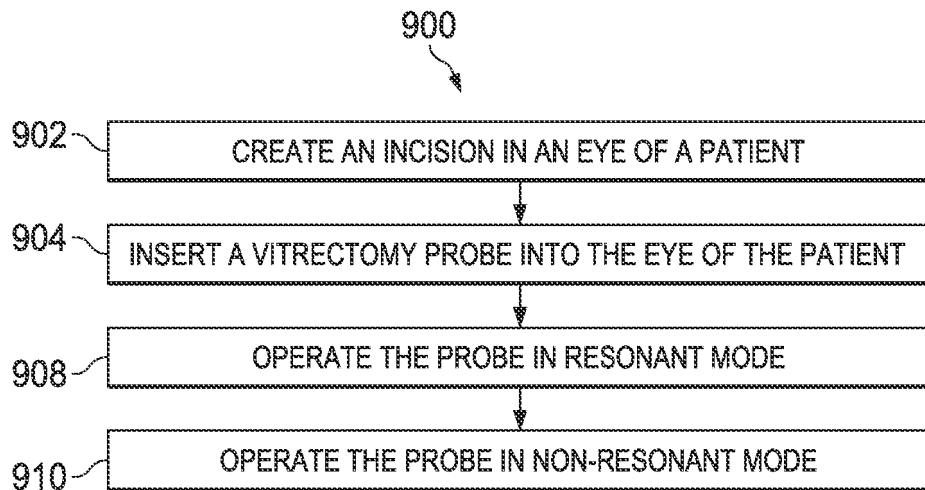 900
902
CREATE AN INCISION IN AN EYE OF A PATIENT
904
INSERT A VITRECTOMY PROBE INTO THE EYE OF THE PATIENT
908
OPERATE THE PROBE IN RESONANT MODE
910
OPERATE THE PROBE IN NON-RESONANT MODE